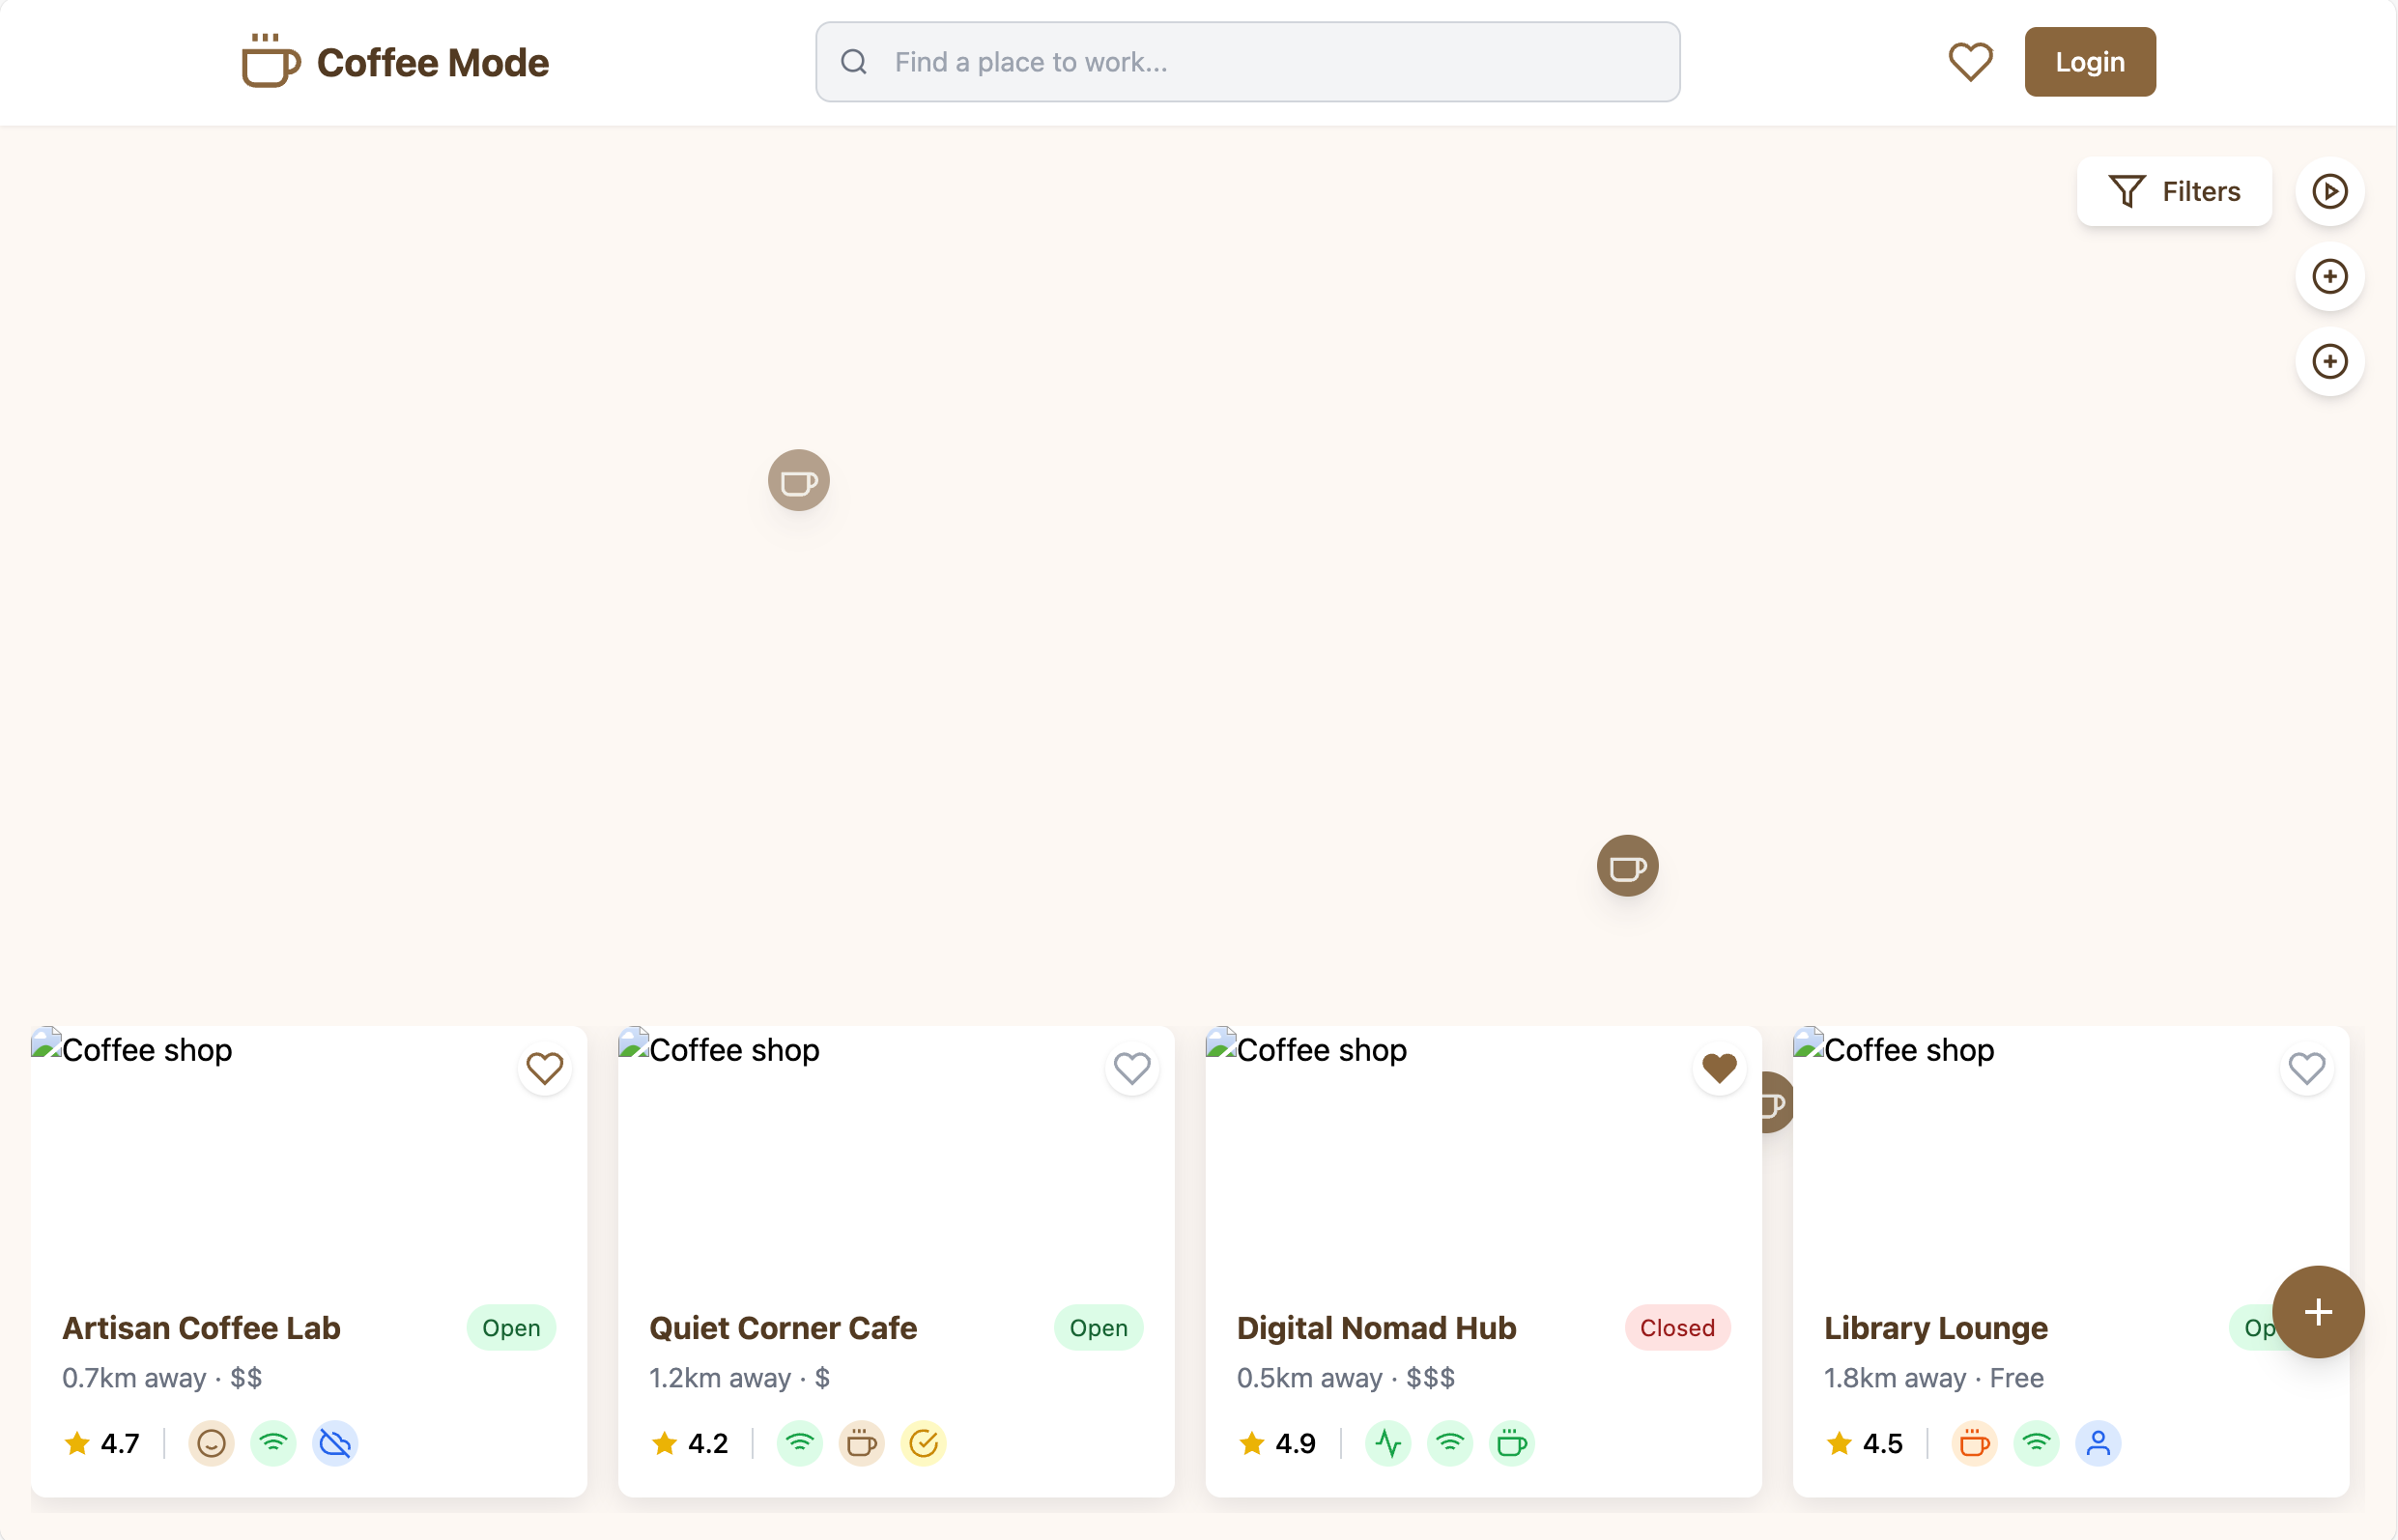 Coffee Mode
Find a place to work...
Login
Filters
Coffee shop
Coffee shop
Coffee shop
Coffee shop
Artisan Coffee Lab
Open
0.7km away · $$
4.7
Quiet Corner Cafe
Open
1.2km away · $
4.2
Digital Nomad Hub
Closed
0.5km away · $$$
4.9
Library Lounge
Op
1.8km away · Free
4.5